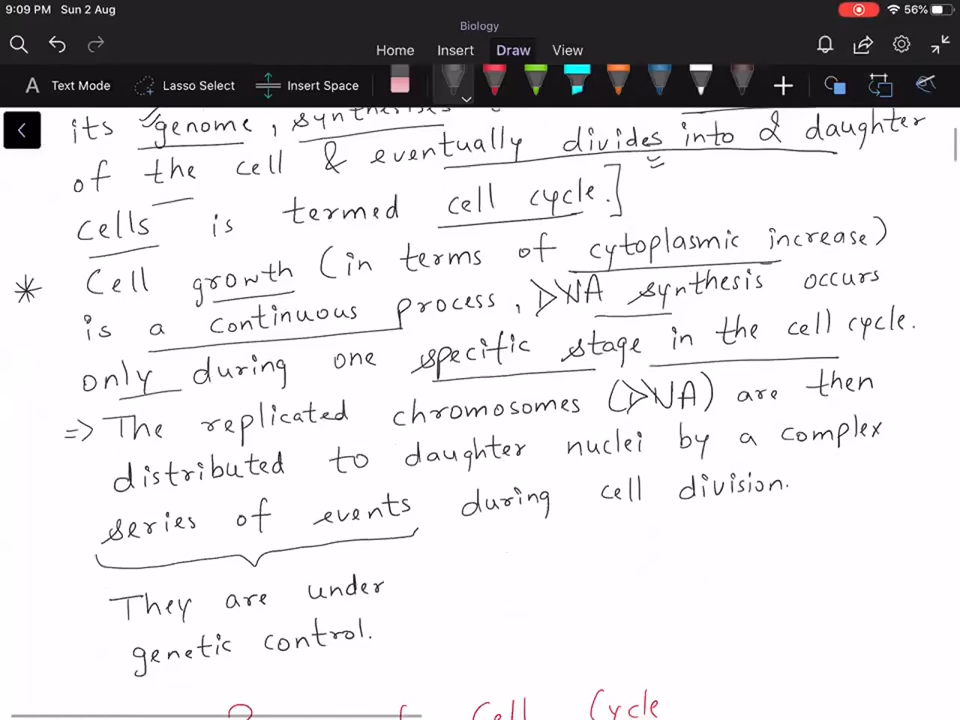 9:09 PM Sun 2 Aug
56%
Biology
Home Insert Draw View
A Text Mode Lasso Select Insert Space
its genome, synthesises
divides into 2 daughter
of the cell & eventually
cells is termed cell cycle.]
* Cell growth (in terms of cytoplasmic increase)
is a continuous process, DNA synthesis occurs
only during one specific stage in the cell cycle.
=> The replicated chromosomes (DNA) are then
distributed to daughter nuclei by a complex
series of events during cell division.
They are under
genetic control.
Cell Cycle